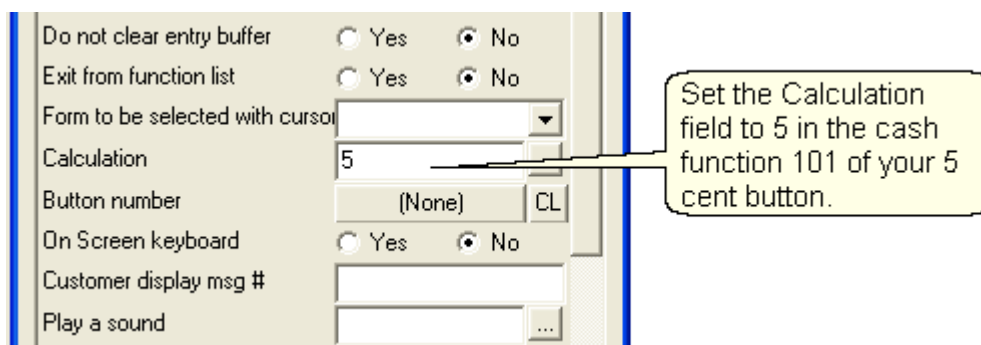 Do not clear entry buffer Yes No
Exit from function list Yes No
Form to be selected with curso
Calculation 5
Button number (None) CL
On Screen keyboard Yes No
Customer display msg #
Play a sound ...
Set the Calculation
field to 5 in the cash
function 101 of your 5
cent button.